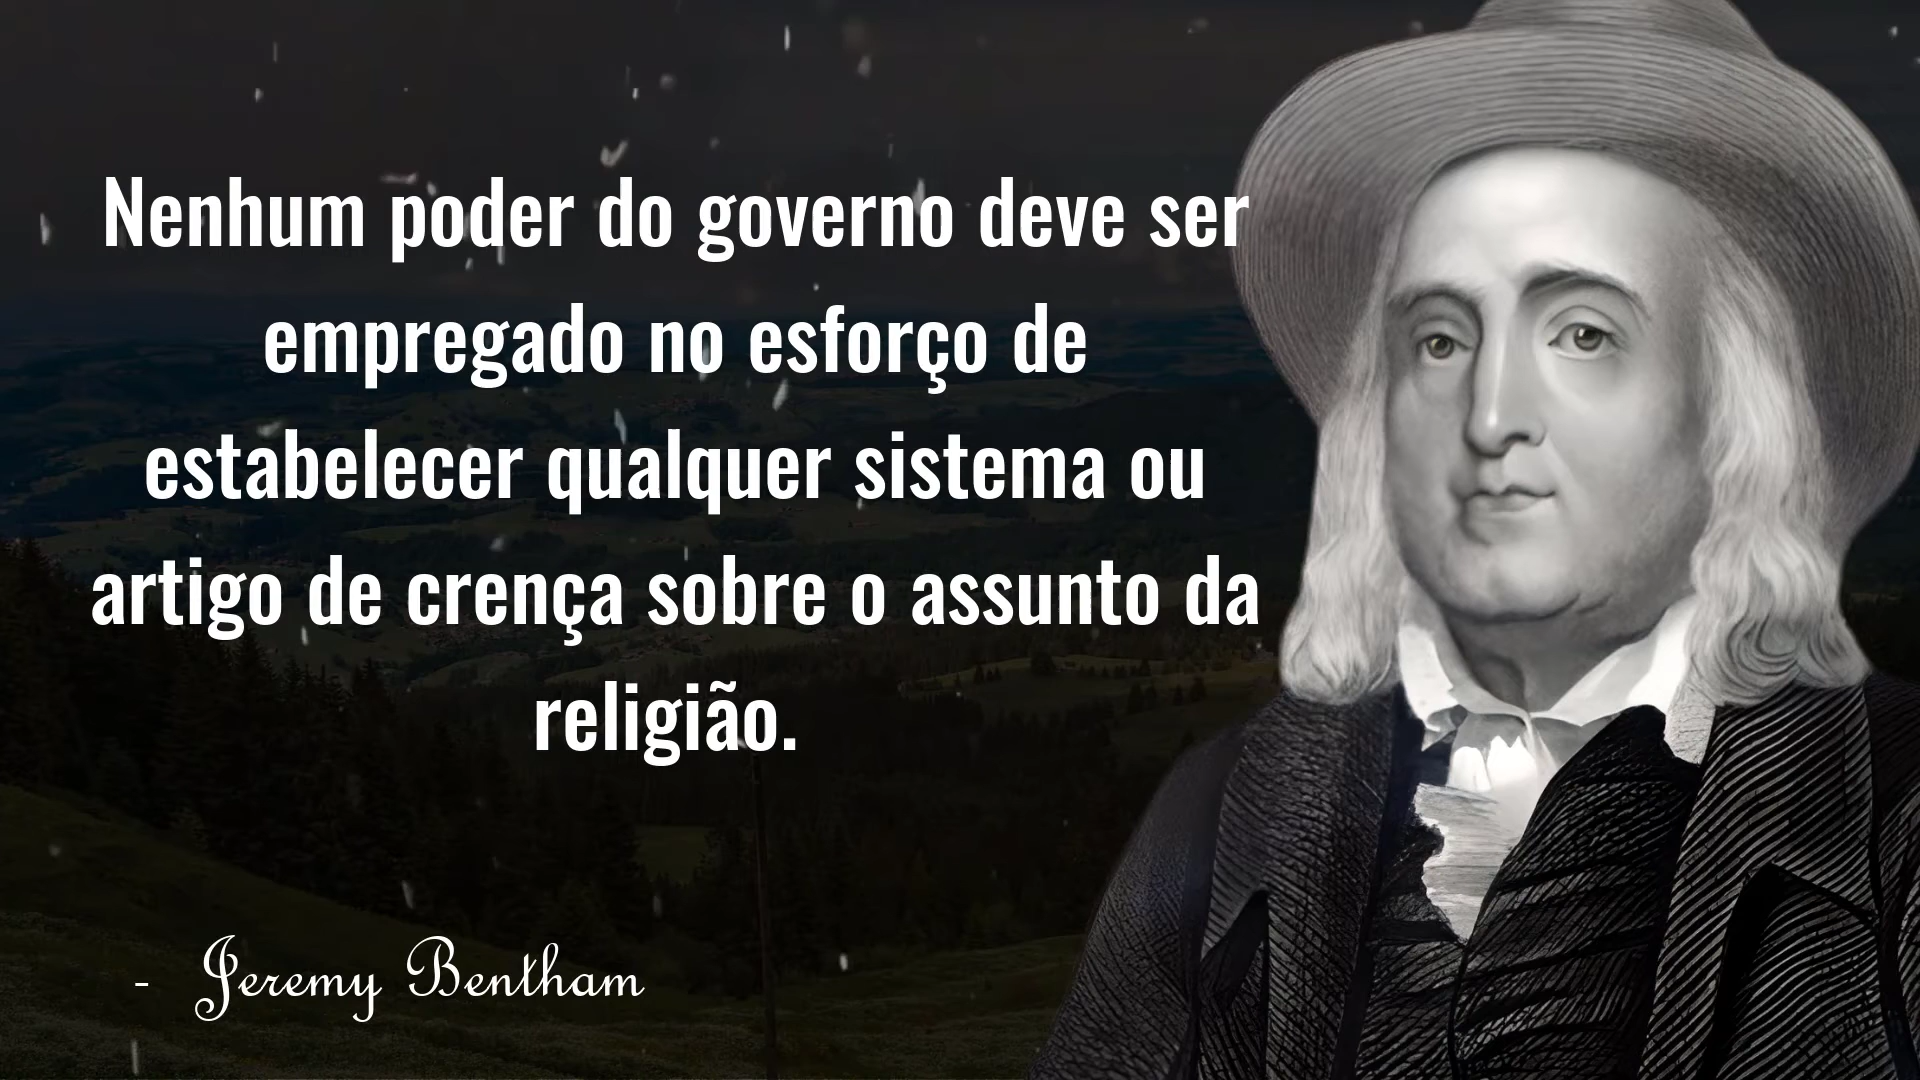 Nenhum poder do governo deve ser
empregado no esforço de
estabelecer qualquer sistema ou
artigo de crença sobre o assunto da
religião.
- Jeremy Bentham